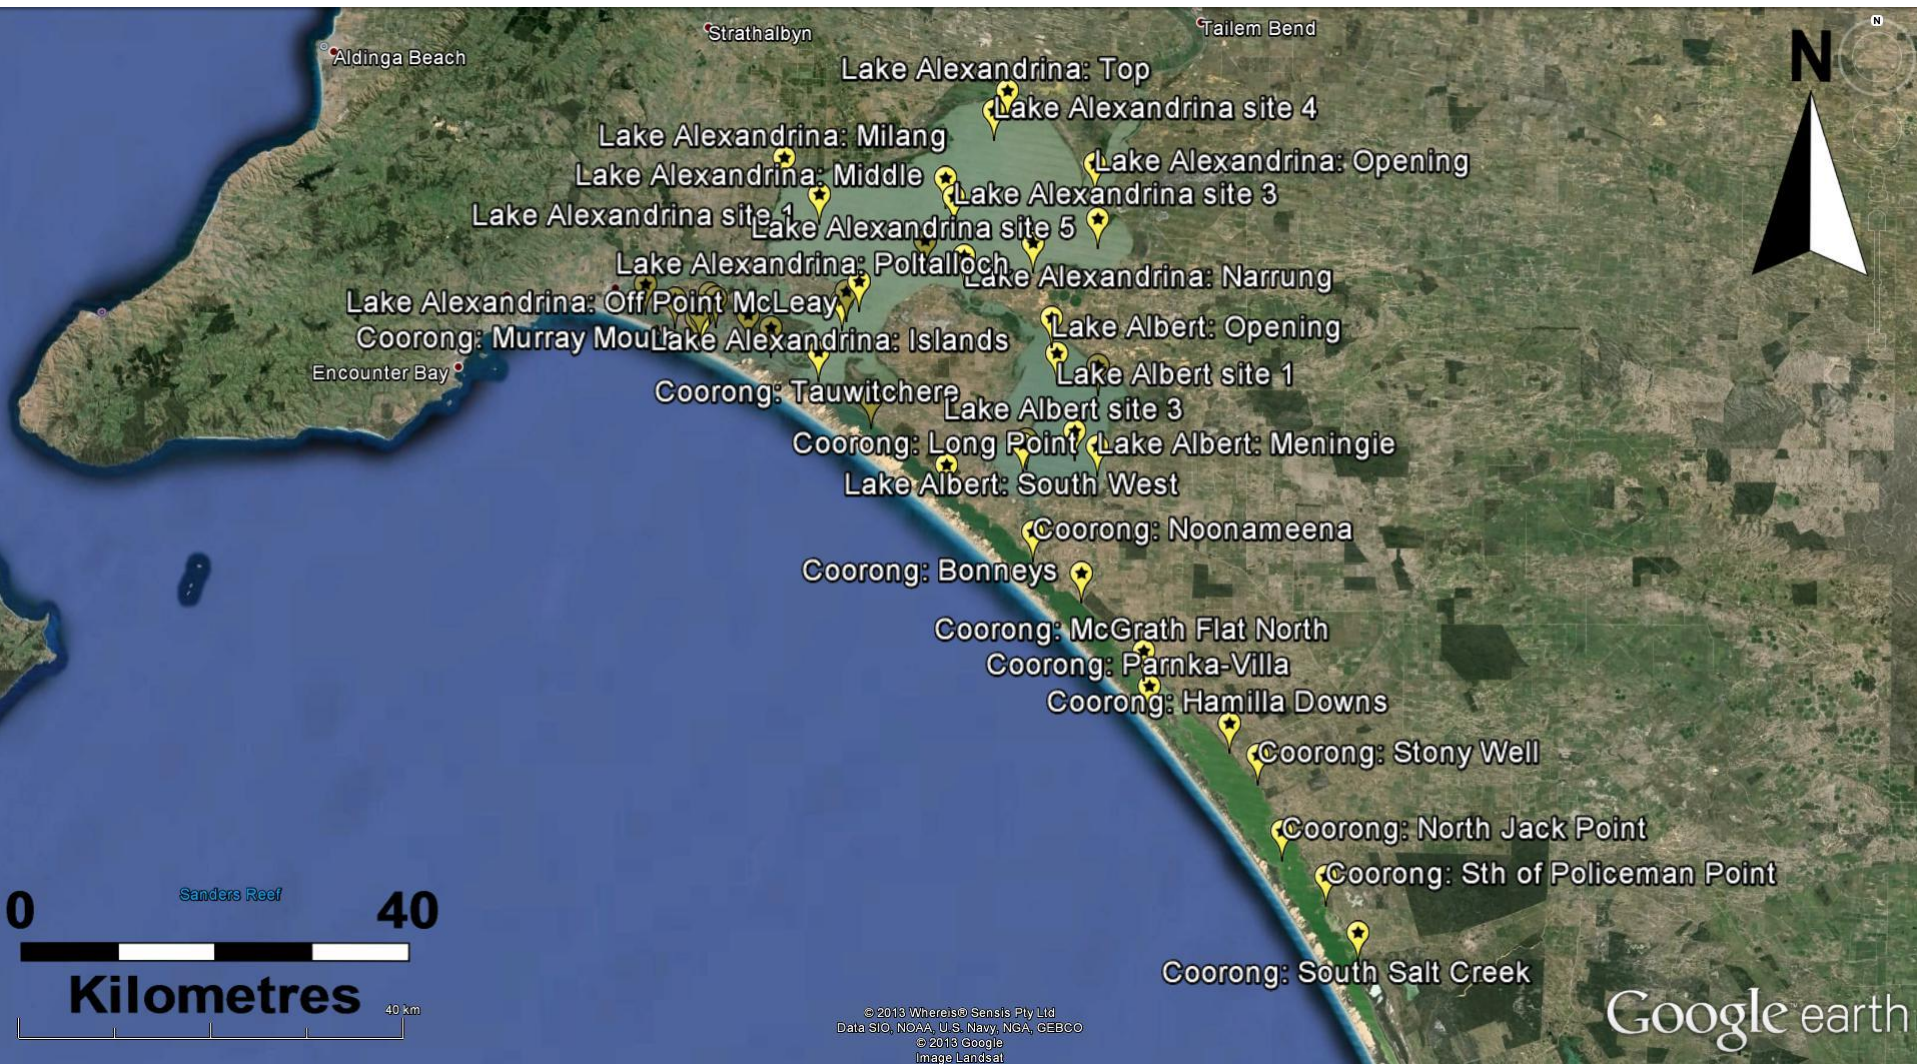 N
Strathalbyn
Tailem Bend
N
Aldinga Beach
Lake Alexandrina: Top
Lake Alexandrina site 4
Lake Alexandrina: Milang
Lake Alexandrina: Opening
Lake Alexandrina: Middle
Lake Alexandrina site 3
Lake Alexandrina site 1
Lake Alexandrina site 5
Lake Alexandrina: Poltalloch
Lake Alexandrina: Narrung
Lake Alexandrina: Off Point McLeay
Lake Albert: Opening
Coorong: Murray Mouth
Lake Alexandrina: Islands
Encounter Bay
Lake Albert site 1
Coorong: Tauwitchere
Lake Albert site 3
Coorong: Long Point
Lake Albert: Meningie
Lake Albert: South West
Coorong: Noonameena
Coorong: Bonneys
Coorong: McGrath Flat North
Coorong: Parnka-Villa
Coorong: Hamilla Downs
Coorong: Stony Well
Coorong: North Jack Point
Coorong: Sth of Policeman Point
Sanders Reef
0 40
Coorong: South Salt Creek
Kilometres
40 km
© 2013 Whereis® Sensis Pty Ltd
Data SIO, NOAA, U.S. Navy, NGA, GEBCO
© 2013 Google
Image Landsat
Google earth